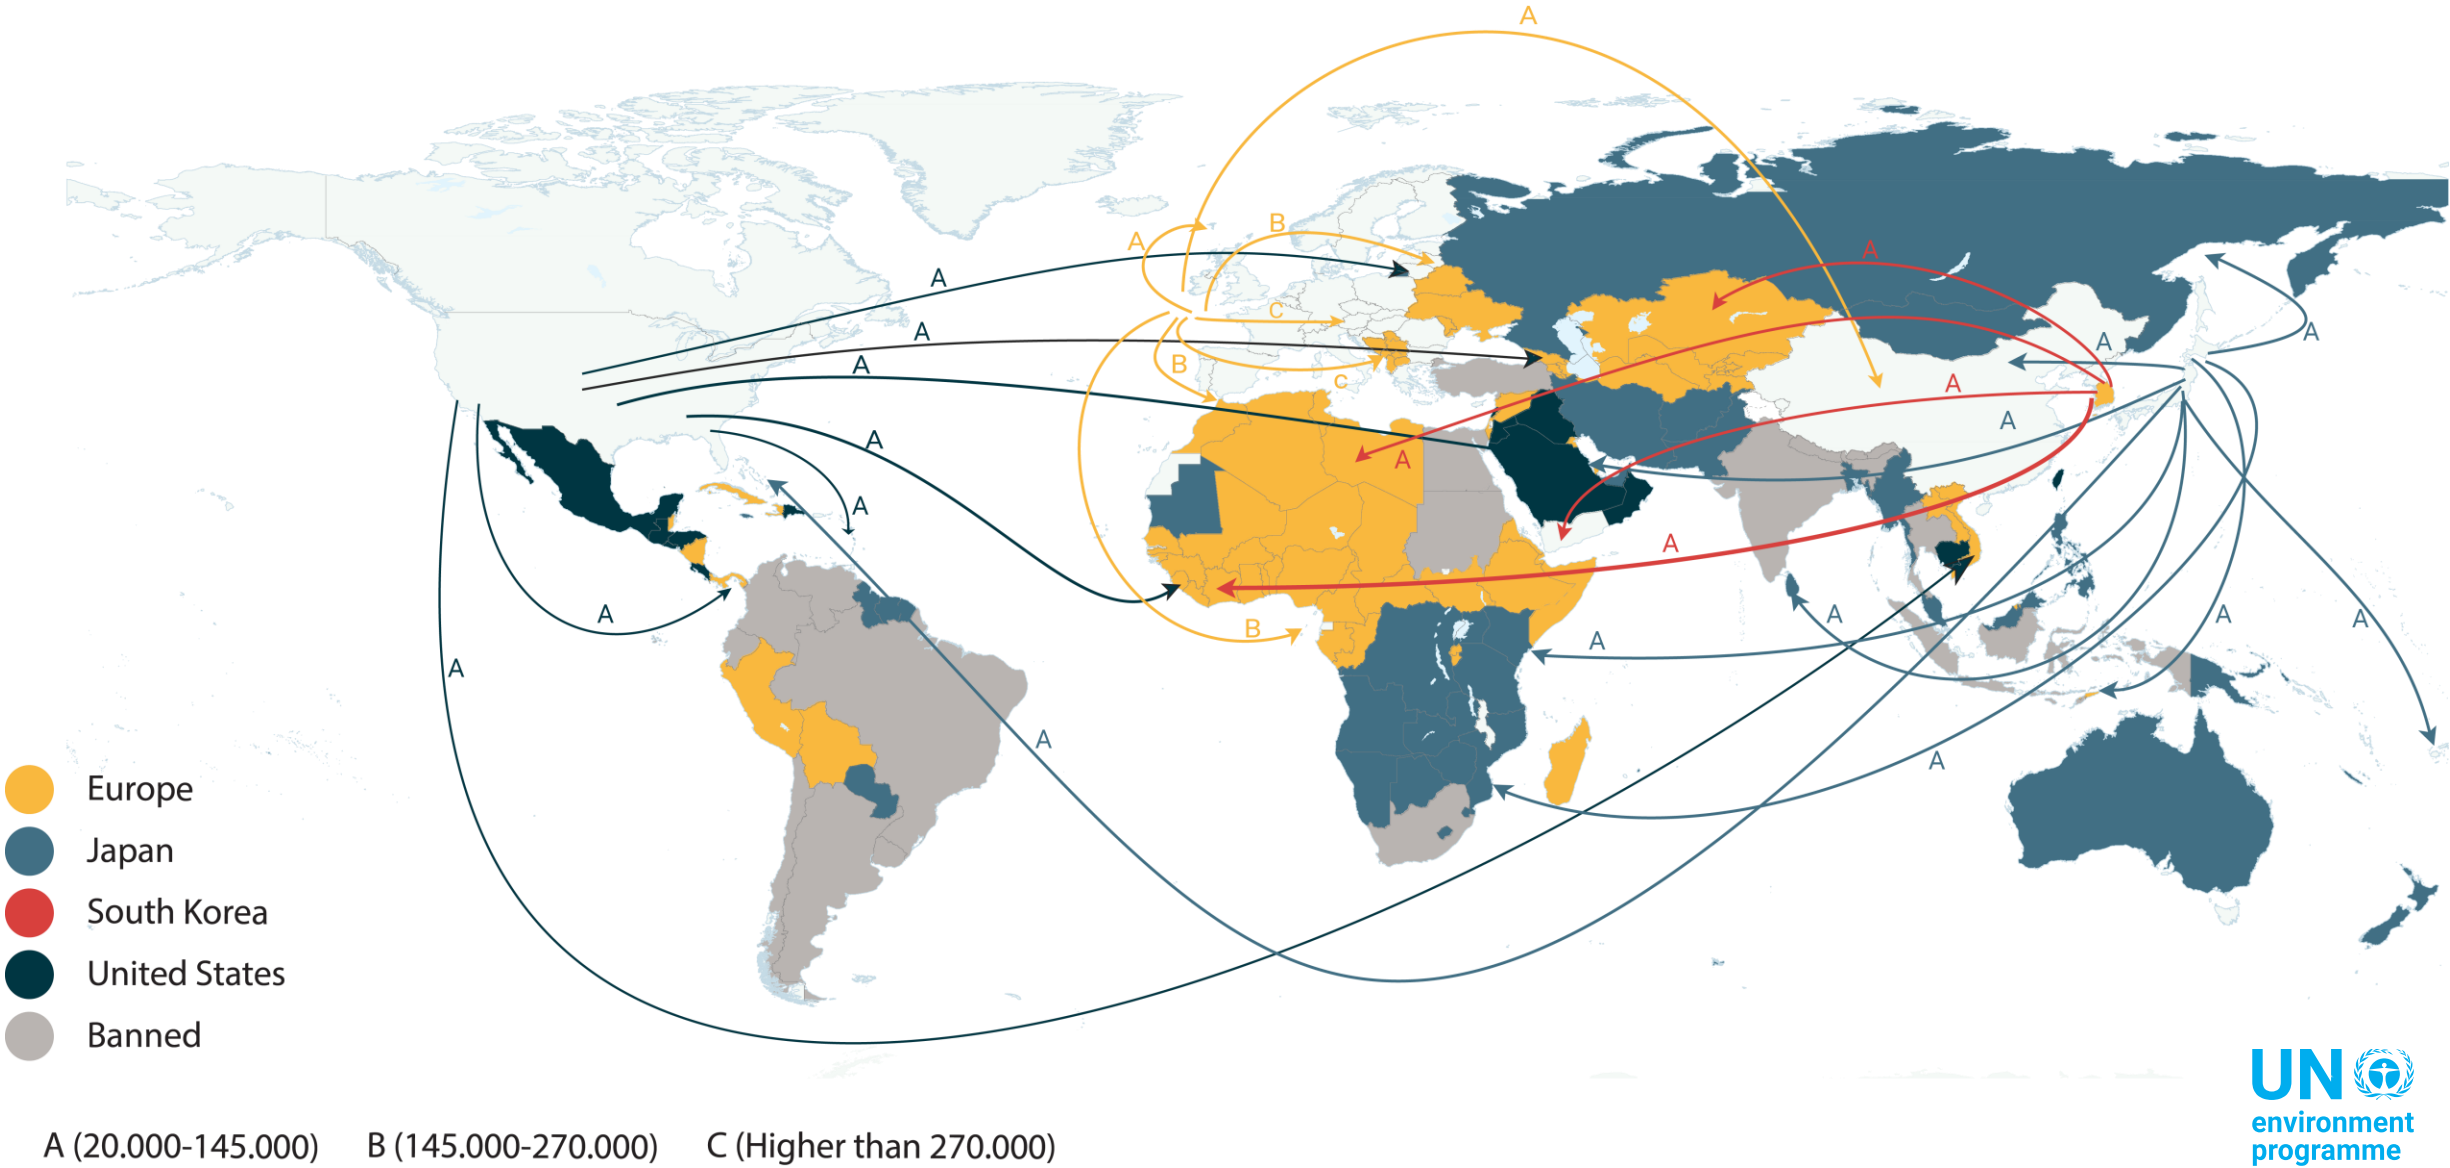 A
A
B
A
A
A
C
A
A
A
B
C
A
A
A
A
A
A
A
A
A
B
A
A
A
A
A
A
A
Europe
Japan
South Korea
United States
Banned
A (20.000-145.000) B (145.000-270.000) C (Higher than 270.000)
UN
environment
programme